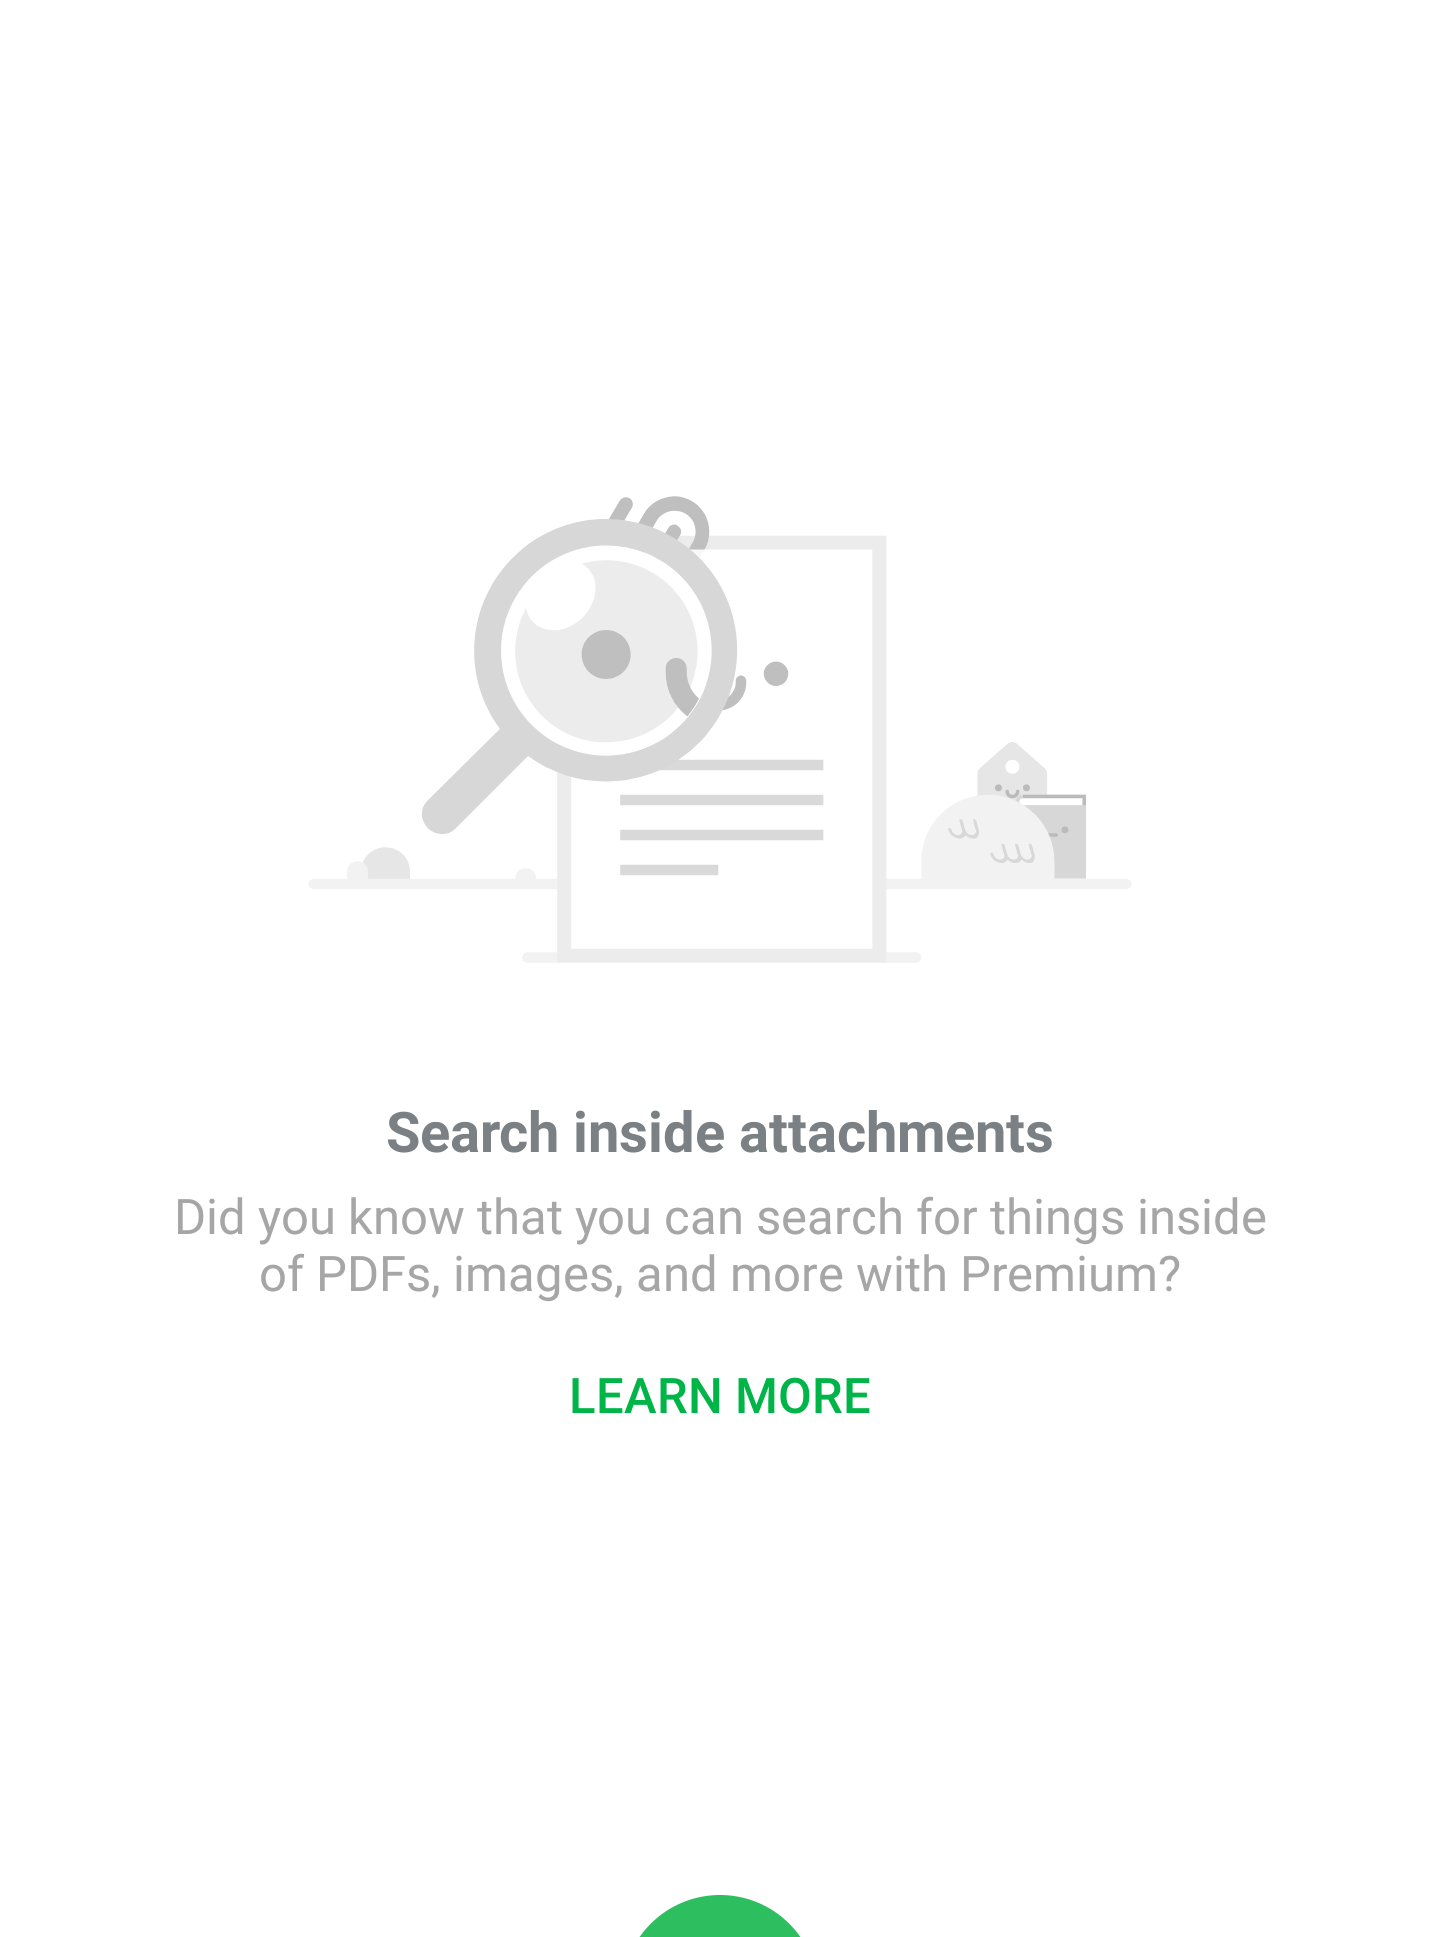 Search inside attachments
Did you know that you can search for things inside
of PDFs, images, and more with Premium?
LEARN MORE